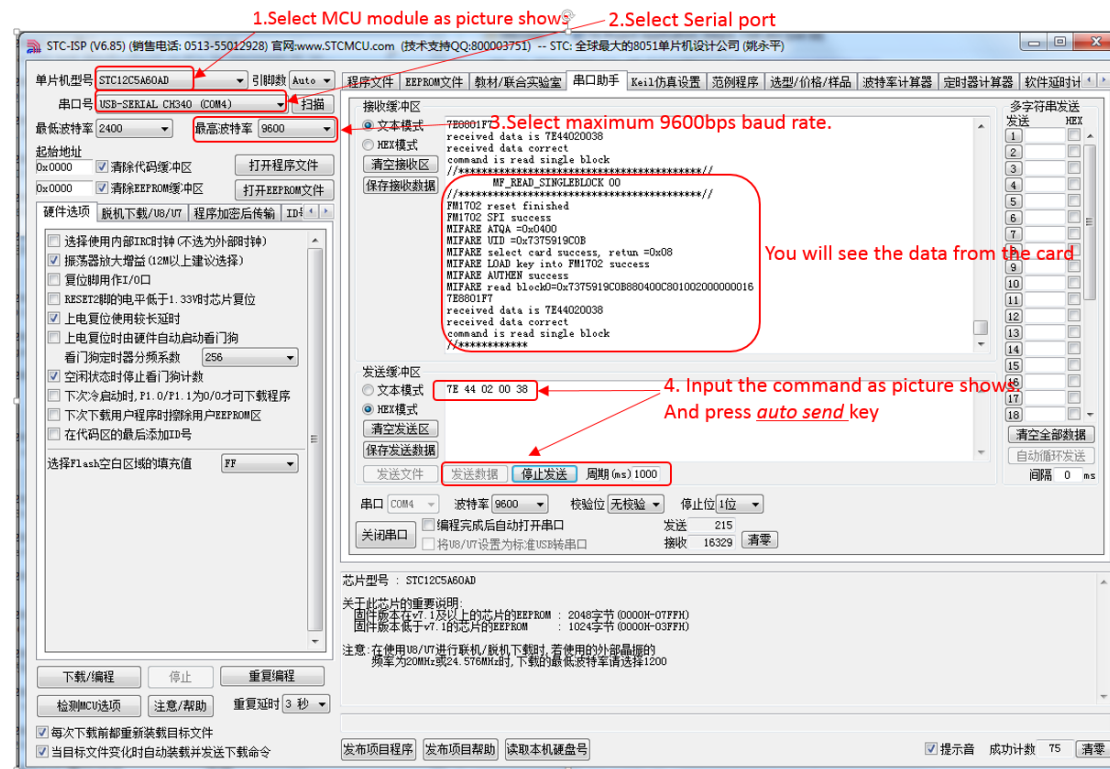 1.Select MCU module as picture shows
2.Select Serial port
STC-ISP (V6.85) (销售电话: 0513-55012928) 官网:www.STCMCU.com (技术支持QQ:800003751) -- STC: 全球最大的8051单片机设计公司 (姚永平)
单片机型号 STC12C5A60AD 引脚数 Auto
串口号 USB-SERIAL CH340 (COM4) 扫描
最低波特率 2400 最高波特率 9600
3.Select maximum 9600bps baud rate.
起始地址
0x0000 清除代码缓冲区 打开程序文件
0x0000 清除EEPROM缓冲区 打开EEPROM文件
硬件选项 脱机下载/U8/U7 程序加密后传输
选择使用内部IRC时钟(不选为外部时钟)
振荡器放大增益(12M以上建议选择)
复位脚用作I/O口
RESET2脚的电平低于1.33V时芯片复位
上电复位使用较长延时
上电复位时由硬件自动启动看门狗
看门狗定时器分频系数 256
空闲状态时停止看门狗计数
下次冷启动时,P1.0/P1.1为0/0才可下载程序
下次下载用户程序时擦除用户EEPROM区
在代码区的最后添加ID号
选择Flash空白区域的填充值 FF
下载/编程 停止 重复编程
检测MCU选项 注意/帮助 重复延时 3 秒
每次下载前都重新装载目标文件
当目标文件变化时自动装载并发送下载命令
程序文件 EEPROM文件 教材/联合实验室 串口助手 Keil仿真设置 范例程序 选型/价格/样品 波特率计算器 定时器计算器 软件延时计
接收缓冲区
文本模式
HEX模式
清空接收区
保存接收数据
7E8801F7
received data is 7E44020038
received data correct
command is read single block
//******************************************//
MF_READ_SINGLEBLOCK 00
//******************************************//
FM1702 reset finished
FM1702 SPI success
MIFARE ATQA =0x0400
MIFARE UID =0x7375919C0B
MIFARE select card success, retun =0x08
MIFARE LOAD key into FM1702 success
MIFARE AUTHEN success
MIFARE read block0=0x7375919C0B880400C801002000000016
7E8801F7
received data is 7E44020038
received data correct
command is read single block
//************
You will see the data from the card
发送缓冲区
文本模式
HEX模式
清空发送区
保存发送数据
7E 44 02 00 38
4. Input the command as picture shows.
And press auto send key
发送文件 发送数据 停止发送 周期(ms) 1000
串口 COM4 波特率 9600 校验位 无校验 停止位 1位
关闭串口
编程完成后自动打开串口
将U8/U7设置为标准USB转串口
发送 215
接收 16329 清零
多字符串发送
发送 HEX
1
2
3
4
5
6
7
8
9
10
11
12
13
14
15
16
17
18
清空全部数据
自动循环发送
间隔 0 ms
芯片型号 : STC12C5A60AD
关于此芯片的重要说明:
固件版本在v7.1及以上的芯片的EEPROM : 2048字节(0000H-07FFH)
固件版本低于v7.1的芯片的EEPROM : 1024字节(0000H-03FFH)
注意:在使用U8/U7进行联机/脱机下载时,若使用的外部晶振的
频率为20MHz或24.576MHz时,下载的最低波特率请选择1200
发布项目程序 发布项目帮助 读取本机硬盘号 提示音 成功计数 75 清零